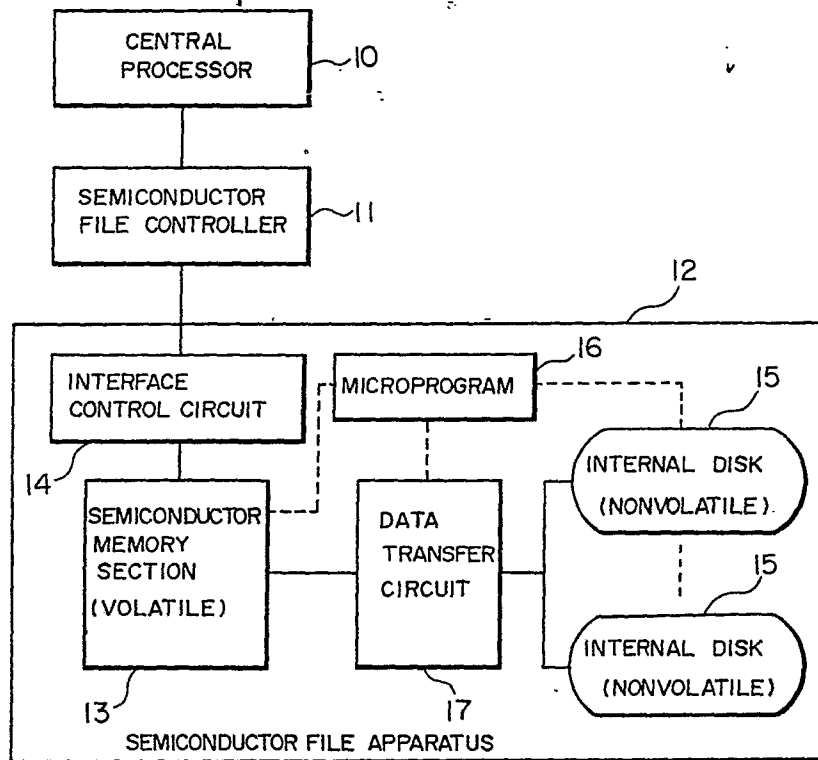 CENTRAL
PROCESSOR
10
SEMICONDUCTOR
FILE CONTROLLER
11
12
INTERFACE
CONTROL CIRCUIT
14
MICROPROGRAM
16
15
INTERNAL DISK
(NONVOLATILE).
SEMICONDUCTOR
MEMORY
SECTION
(VOLATILE)
13
DATA
TRANSFER
CIRCUIT
17
15
INTERNAL DISK
(NONVOLATILE)
SEMICONDUCTOR FILE APPARATUS